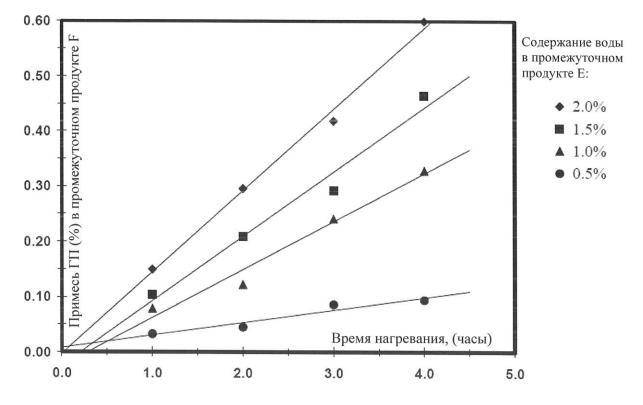 0.60
0.50
0.40
0.30
0.20
0.10
0.00
Примесь ГП (%) в промежуточном продукте F
Время нагревания, (часы)
0.0 1.0 2.0 3.0 4.0 5.0
Содержание воды
в промежуточном
продукте E:
2.0%
1.5%
1.0%
0.5%